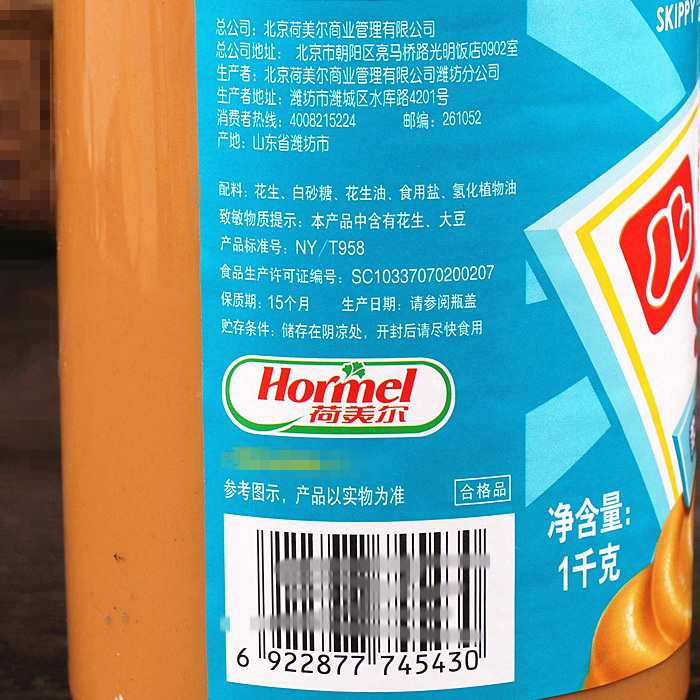 SKIPPY
总公司：北京荷美尔商业管理有限公司
总公司地址：北京市朝阳区亮马桥路光明饭店0902室
生产者：北京荷美尔商业管理有限公司潍坊分公司
生产者地址：潍坊市潍城区水库路4201号
消费者热线：4008215224 邮编：261052
产地：山东省潍坊市
配料：花生、白砂糖、花生油、食用盐、氢化植物油
致敏物质提示：本产品中含有花生、大豆
产品标准号：NY/T958
食品生产许可证编号：SC10337070200207
保质期：15个月 生产日期：请参阅瓶盖
贮存条件：储存在阴凉处，开封后请尽快食用
Hormel
荷美尔
参考图示，产品以实物为准 合格品
净含量：
1千克
6 922877 745430